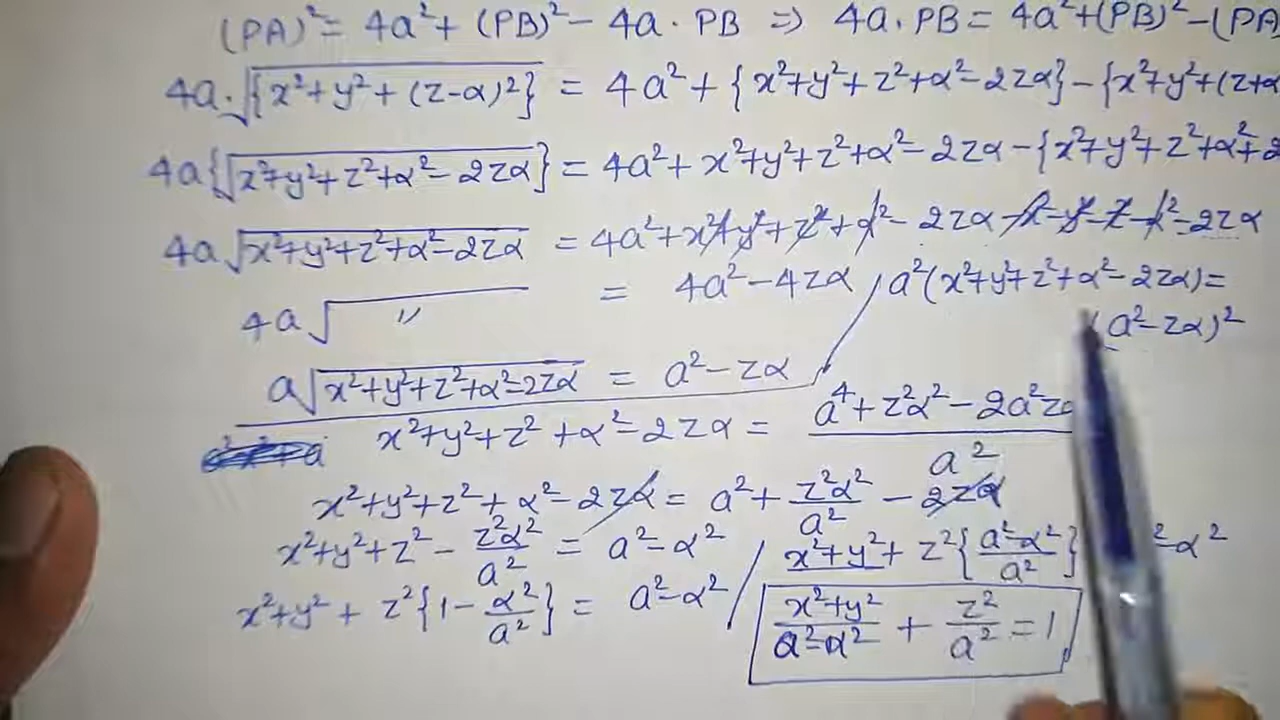 (PA)² = 4a² + (PB)² - 4a · PB ⇒ 4a · PB = 4a² + (PB)² - (PA
4a · √{x²+y²+(z-α)²} = 4a² + {x²+y²+z²+α²-2zα} - {x²+y²+(z+α
4a{√x²+y²+z²+α²-2zα} = 4a² + x²+y²+z²+α²-2zα - {x²+y²+z²+α²+2
4a√x²+y²+z²+α²-2zα = 4a²+x²+y²+z²+α²-2zα -x²-y²-z²-α²-2zα
4a√ " = 4a²-4zα
a√x²+y²+z²+α²-2zα = a²-zα
a²(x²+y²+z²+α²-2zα) =
(a²-zα)²
x²+y²+z²+α²-2zα = a⁴+z²α²-2a²zα / a²
x²+y²+z²+α²-2zα = a² + z²α²/a² - 2zα
x²+y²+z² - z²α²/a² = a²-α²
x²+y² + z²{1-α²/a²} = a²-α²
x²+y²+ z²{a²-α²/a²} ²-α²
x²+y²/a²-α² + z²/a² = 1